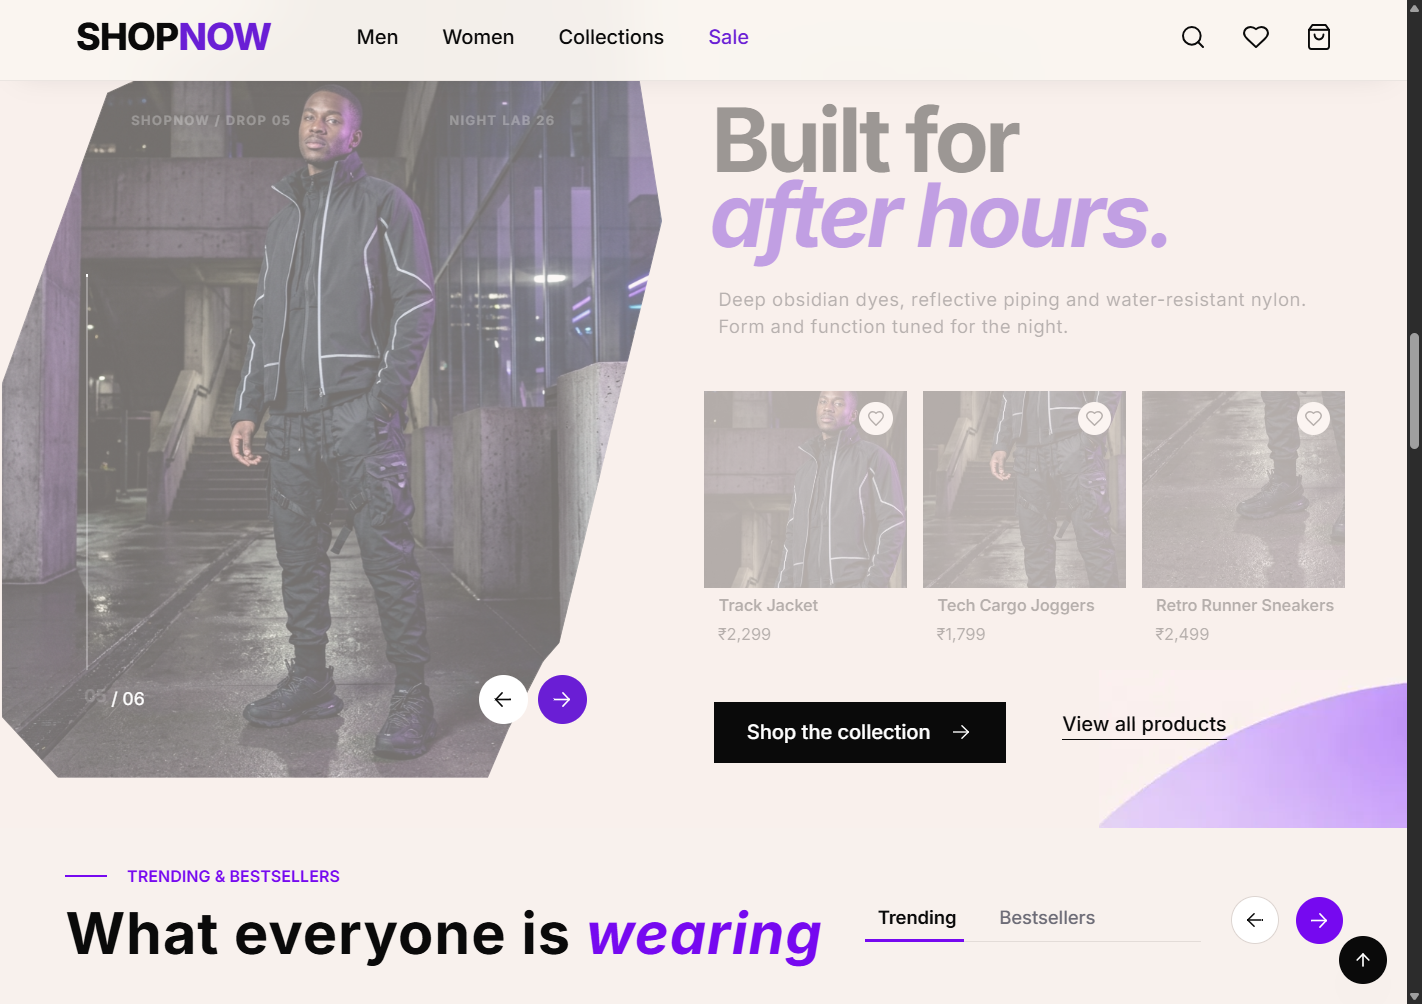 SHOPNOW
Men
Women
Collections
Sale
SHOPNOW / DROP 05
NIGHT LAB 26
Built for
after hours.
Deep obsidian dyes, reflective piping and water-resistant nylon.
Form and function tuned for the night.
Track Jacket
₹2,299
Tech Cargo Joggers
₹1,799
Retro Runner Sneakers
₹2,499
05 / 06
Shop the collection
View all products
TRENDING & BESTSELLERS
What everyone is wearing
Trending
Bestsellers